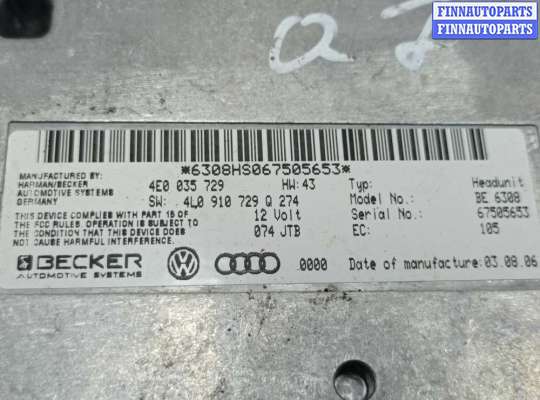 FINNAUTOPARTS
FINNAUTOPARTS
Q7
*6308HS067505653*
MANUFACTURED BY:
HARMAN/BECKER
AUTOMOTIVE SYSTEMS
GERMANY
4E0 035 729 HW:43
SW: 4L0 910 729 Q 274
12 Volt
074 JTB
Typ: Headunit
Model No.: BE 6308
Serial No.: 67505653
EC: 105
THIS DEVICE COMPLIES WITH PART 15 OF
THE FCC RULES. OPERATION IS SUBJECT TO
THE CONDITION THAT THIS DEVICE DOES NOT
CAUSE HARMFUL INTERFERENCE.
BECKER
AUTOMOTIVE SYSTEMS
.0000 Date of manufacture:03.08.06